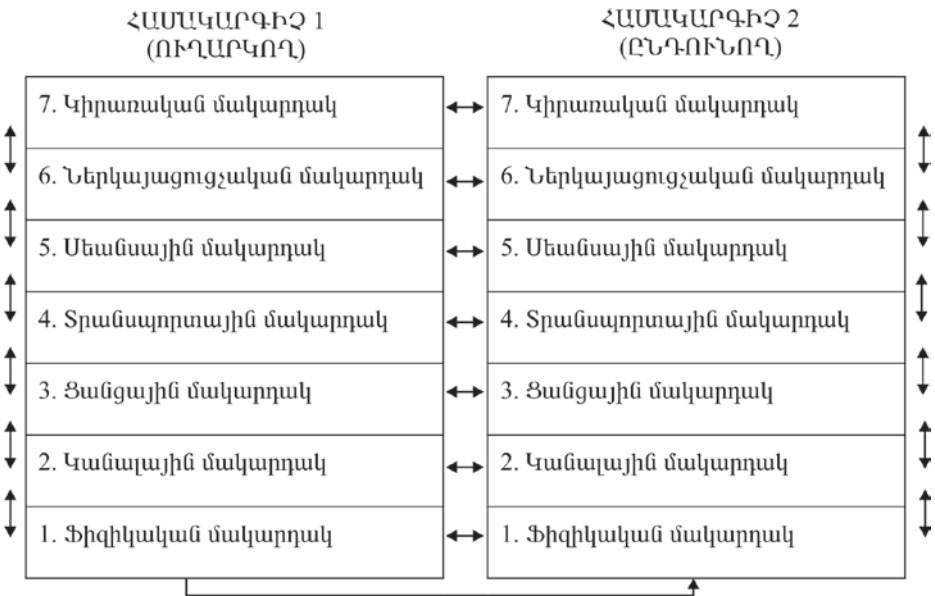 ՀԱՄԱԿԱՐԳԻՉ 1
(ՈՒՂԱՐԿՈՂ)
7. Կիրառական մակարդակ
6. Ներկայացուցչական մակարդակ
5. Սեանսային մակարդակ
4. Տրանսպորտային մակարդակ
3. Ցանցային մակարդակ
2. Կանալային մակարդակ
1. Ֆիզիկական մակարդակ
ՀԱՄԱԿԱՐԳԻՉ 2
(ԸՆԴՈՒՆՈՂ)
7. Կիրառական մակարդակ
6. Ներկայացուցչական մակարդակ
5. Սեանսային մակարդակ
4. Տրանսպորտային մակարդակ
3. Ցանցային մակարդակ
2. Կանալային մակարդակ
1. Ֆիզիկական մակարդակ